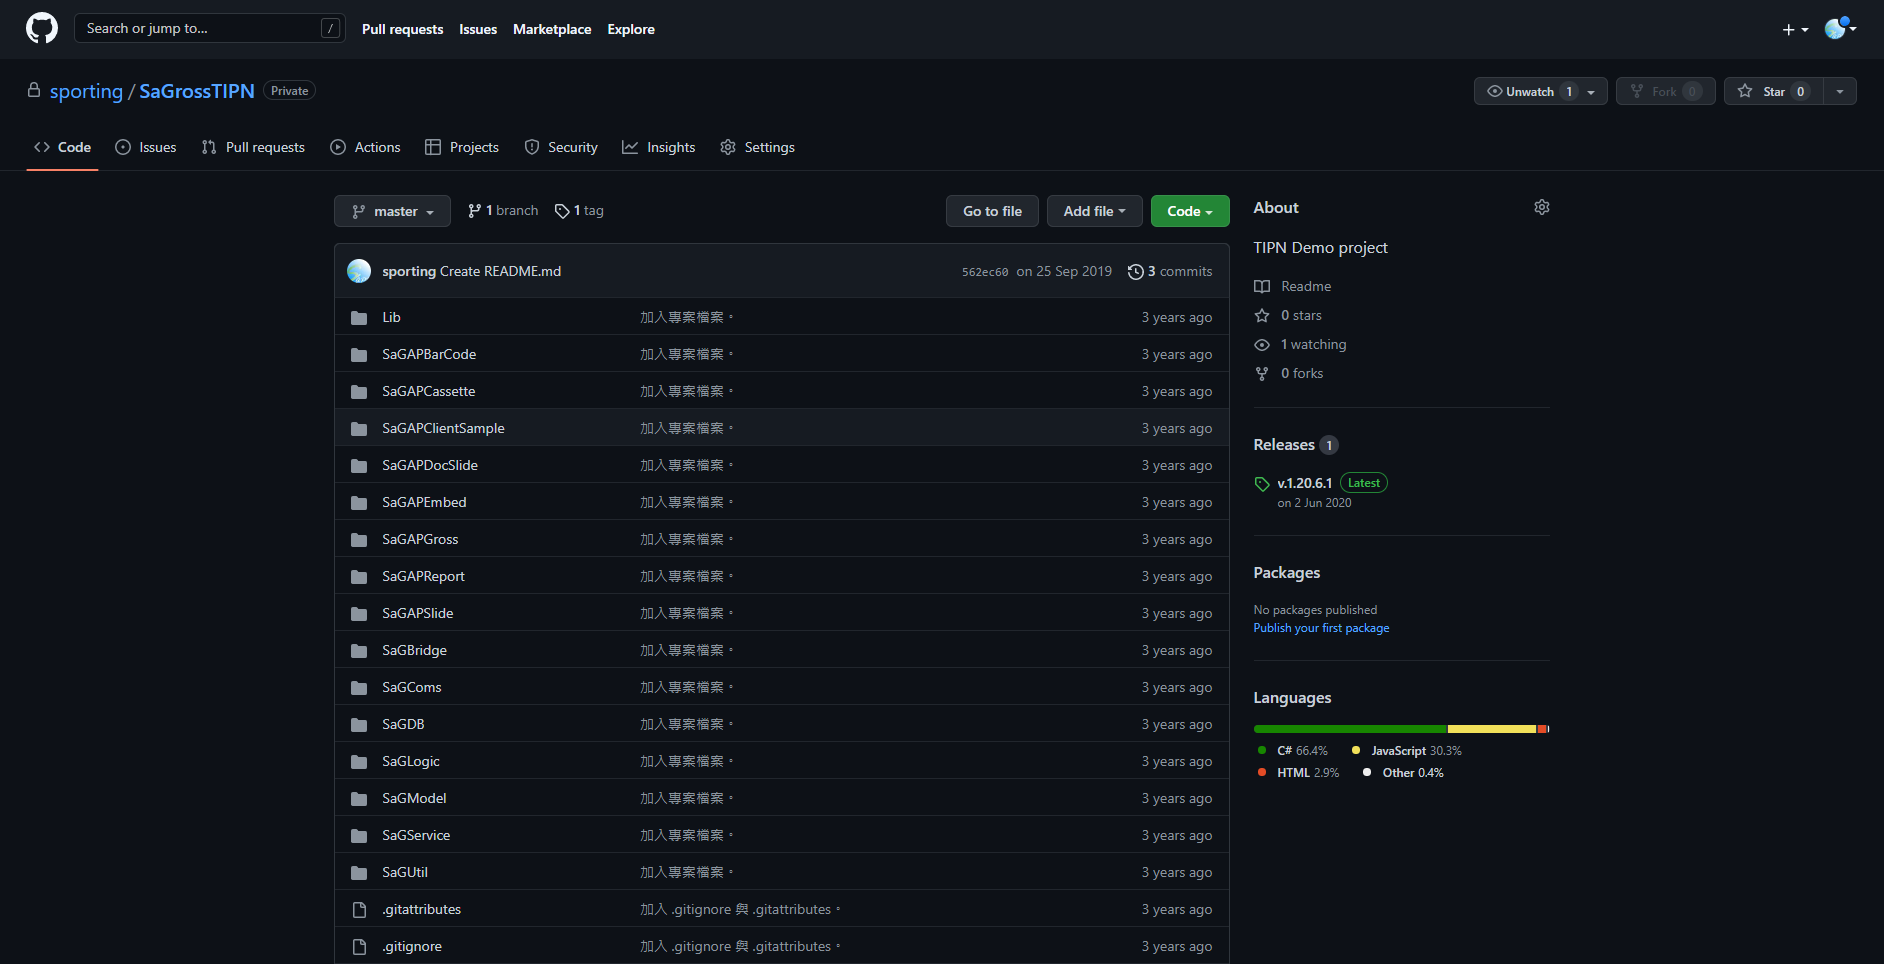 Search or jump to... /
Pull requests Issues Marketplace Explore
sporting / SaGrossTIPN Private
Unwatch 1 Fork 0 Star 0
Code Issues Pull requests Actions Projects Security Insights Settings
master 1 branch 1 tag
Go to file Add file Code
sporting Create README.md 562ec60 on 25 Sep 2019 3 commits
Lib 加入專案檔案。 3 years ago
SaGAPBarCode 加入專案檔案。 3 years ago
SaGAPCassette 加入專案檔案。 3 years ago
SaGAPClientSample 加入專案檔案。 3 years ago
SaGAPDocSlide 加入專案檔案。 3 years ago
SaGAPEmbed 加入專案檔案。 3 years ago
SaGAPGross 加入專案檔案。 3 years ago
SaGAPReport 加入專案檔案。 3 years ago
SaGAPSlide 加入專案檔案。 3 years ago
SaGBridge 加入專案檔案。 3 years ago
SaGComs 加入專案檔案。 3 years ago
SaGDB 加入專案檔案。 3 years ago
SaGLogic 加入專案檔案。 3 years ago
SaGModel 加入專案檔案。 3 years ago
SaGService 加入專案檔案。 3 years ago
SaGUtil 加入專案檔案。 3 years ago
.gitattributes 加入 .gitignore 與 .gitattributes。 3 years ago
.gitignore 加入 .gitignore 與 .gitattributes。 3 years ago
About
TIPN Demo project
Readme
0 stars
1 watching
0 forks
Releases 1
v.1.20.6.1 Latest
on 2 Jun 2020
Packages
No packages published
Publish your first package
Languages
C# 66.4% JavaScript 30.3%
HTML 2.9% Other 0.4%